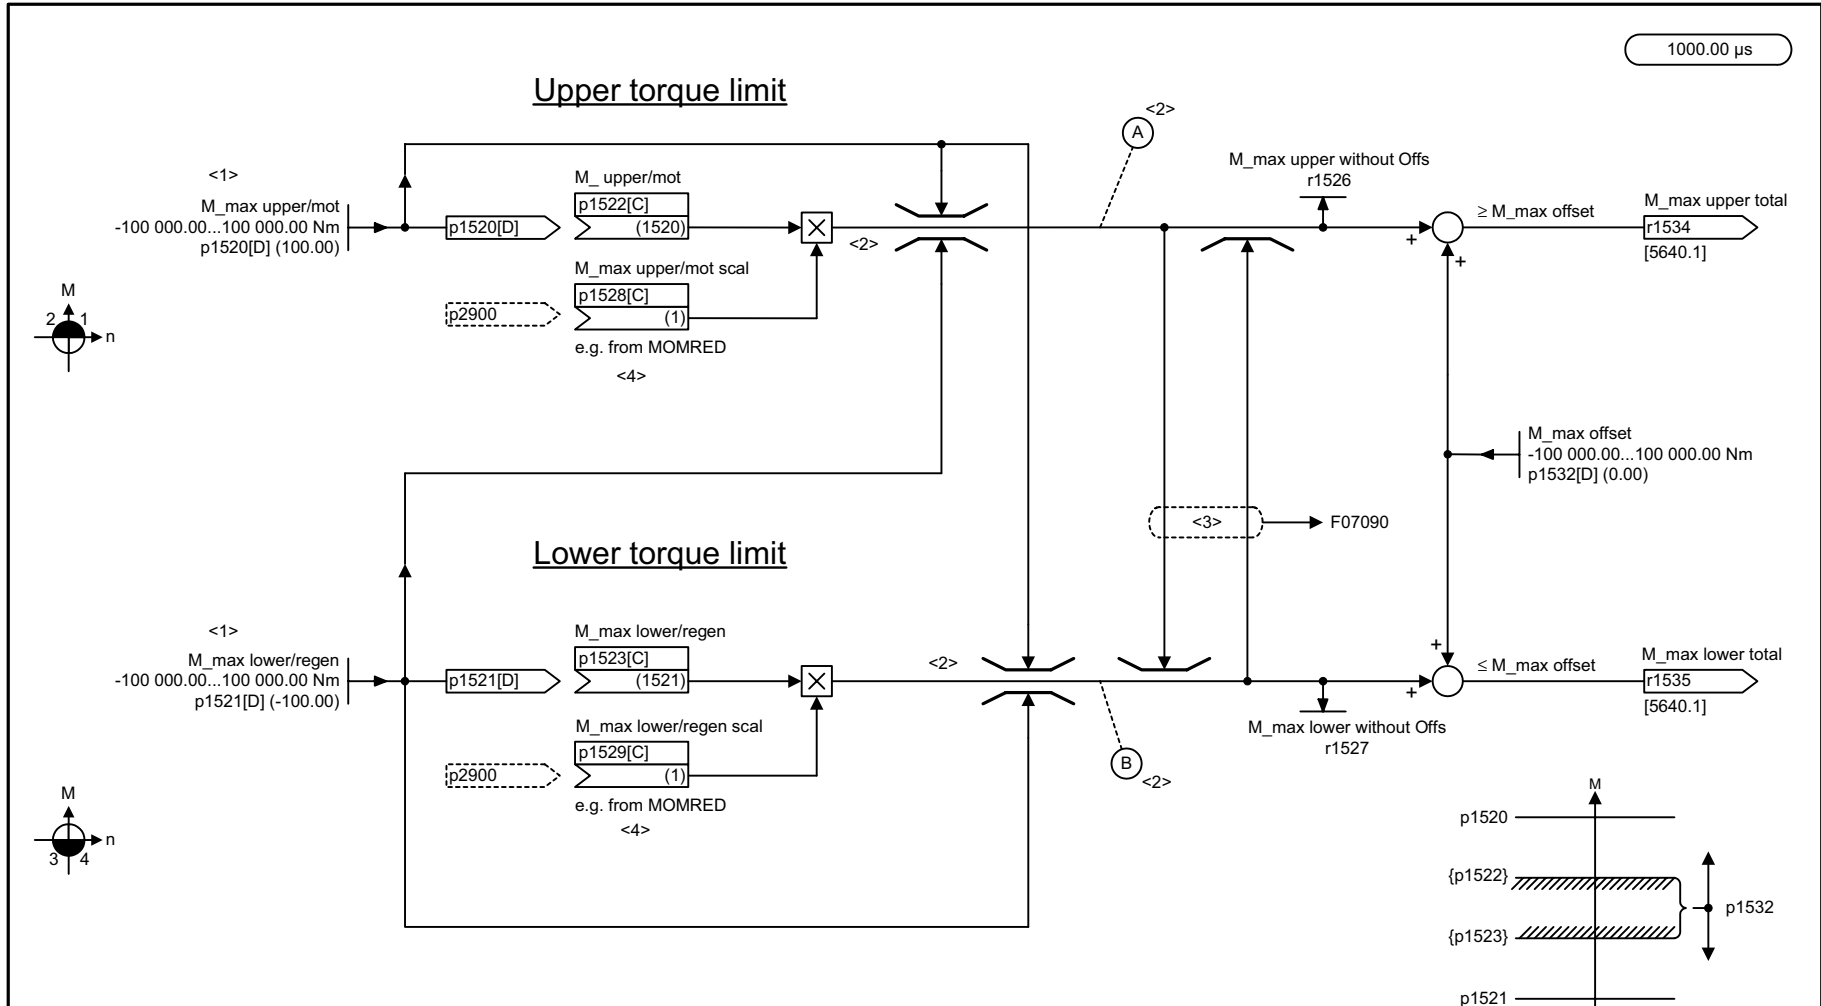 1000.00 µs
Upper torque limit
<2>
A
<1>
M_max upper/mot
-100 000.00...100 000.00 Nm
p1520[D] (100.00)
p1520[D]
M_ upper/mot
p1522[C]
(1520)
<2>
M_max upper without Offs
r1526
+
+
≥ M_max offset
M_max upper total
r1534
[5640.1]
M_max upper/mot scal
p1528[C]
(1)
p2900
e.g. from MOMRED
<4>
M
2 1
n
M_max offset
-100 000.00...100 000.00 Nm
p1532[D] (0.00)
<3>
F07090
Lower torque limit
<1>
M_max lower/regen
-100 000.00...100 000.00 Nm
p1521[D] (-100.00)
p1521[D]
M_max lower/regen
p1523[C]
(1521)
<2>
+
+
≤ M_max offset
M_max lower total
r1535
[5640.1]
M_max lower without Offs
r1527
M_max lower/regen scal
p1529[C]
(1)
p2900
e.g. from MOMRED
<4>
B
<2>
M
n
3 4
M
p1520
{p1522}
p1532
{p1523}
p1521